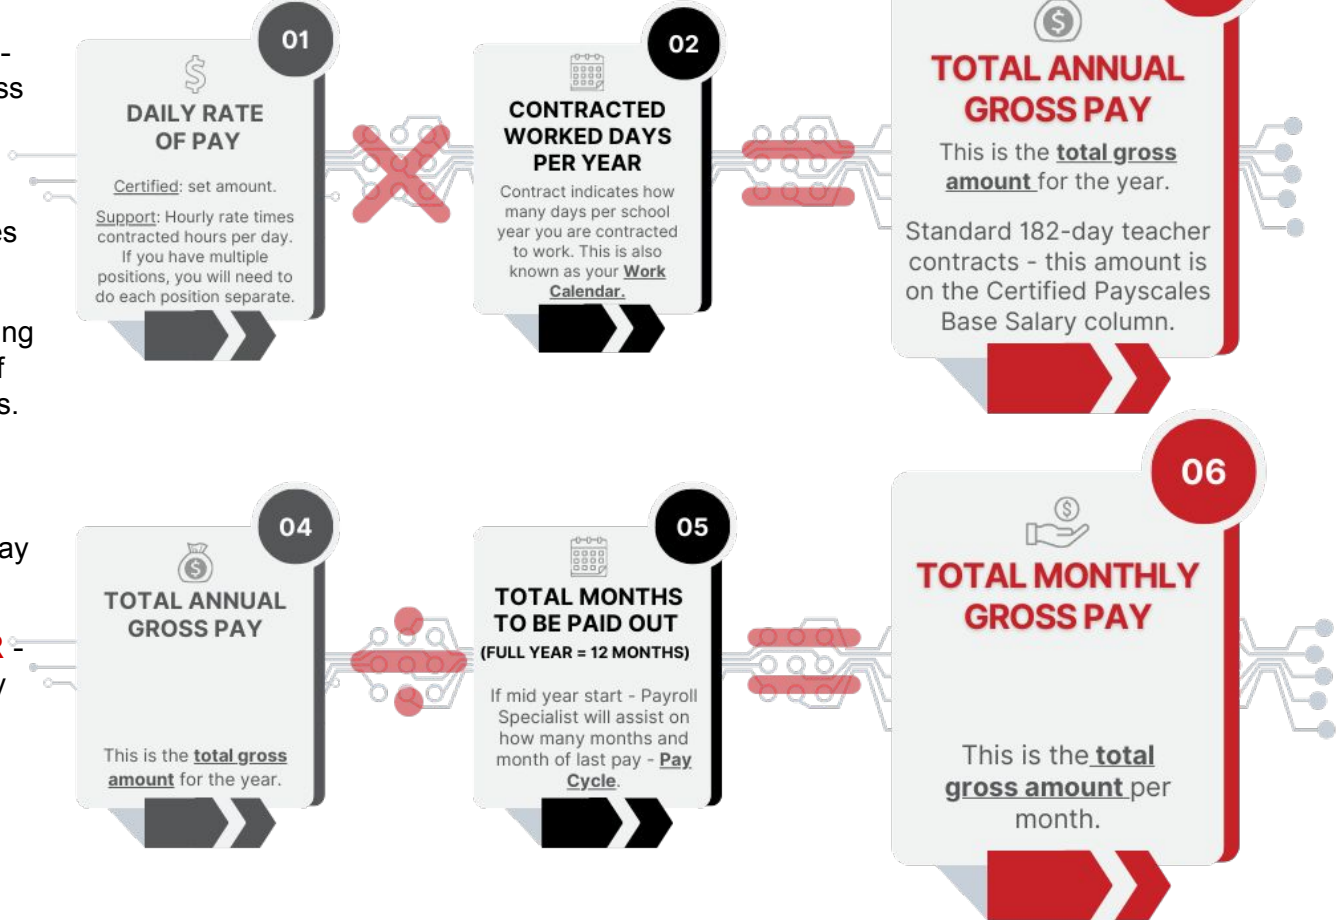 -
01
DAILY RATE
OF PAY
Certified: set amount.
Support: Hourly rate times
contracted hours per day.
If you have multiple
positions, you will need to
do each position separate.
02
CONTRACTED
WORKED DAYS
PER YEAR
Contract indicates how
many days per school
year you are contracted
to work. This is also
known as your Work
Calendar.
TOTAL ANNUAL
GROSS PAY
This is the total gross
amount for the year.
Standard 182-day teacher
contracts - this amount is
on the Certified Payscales
Base Salary column.
04
TOTAL ANNUAL
GROSS PAY
This is the total gross
amount for the year.
05
TOTAL MONTHS
TO BE PAID OUT
(FULL YEAR = 12 MONTHS)
If mid year start - Payroll
Specialist will assist on
how many months and
month of last pay - Pay
Cycle.
06
TOTAL MONTHLY
GROSS PAY
This is the total
gross amount per
month.